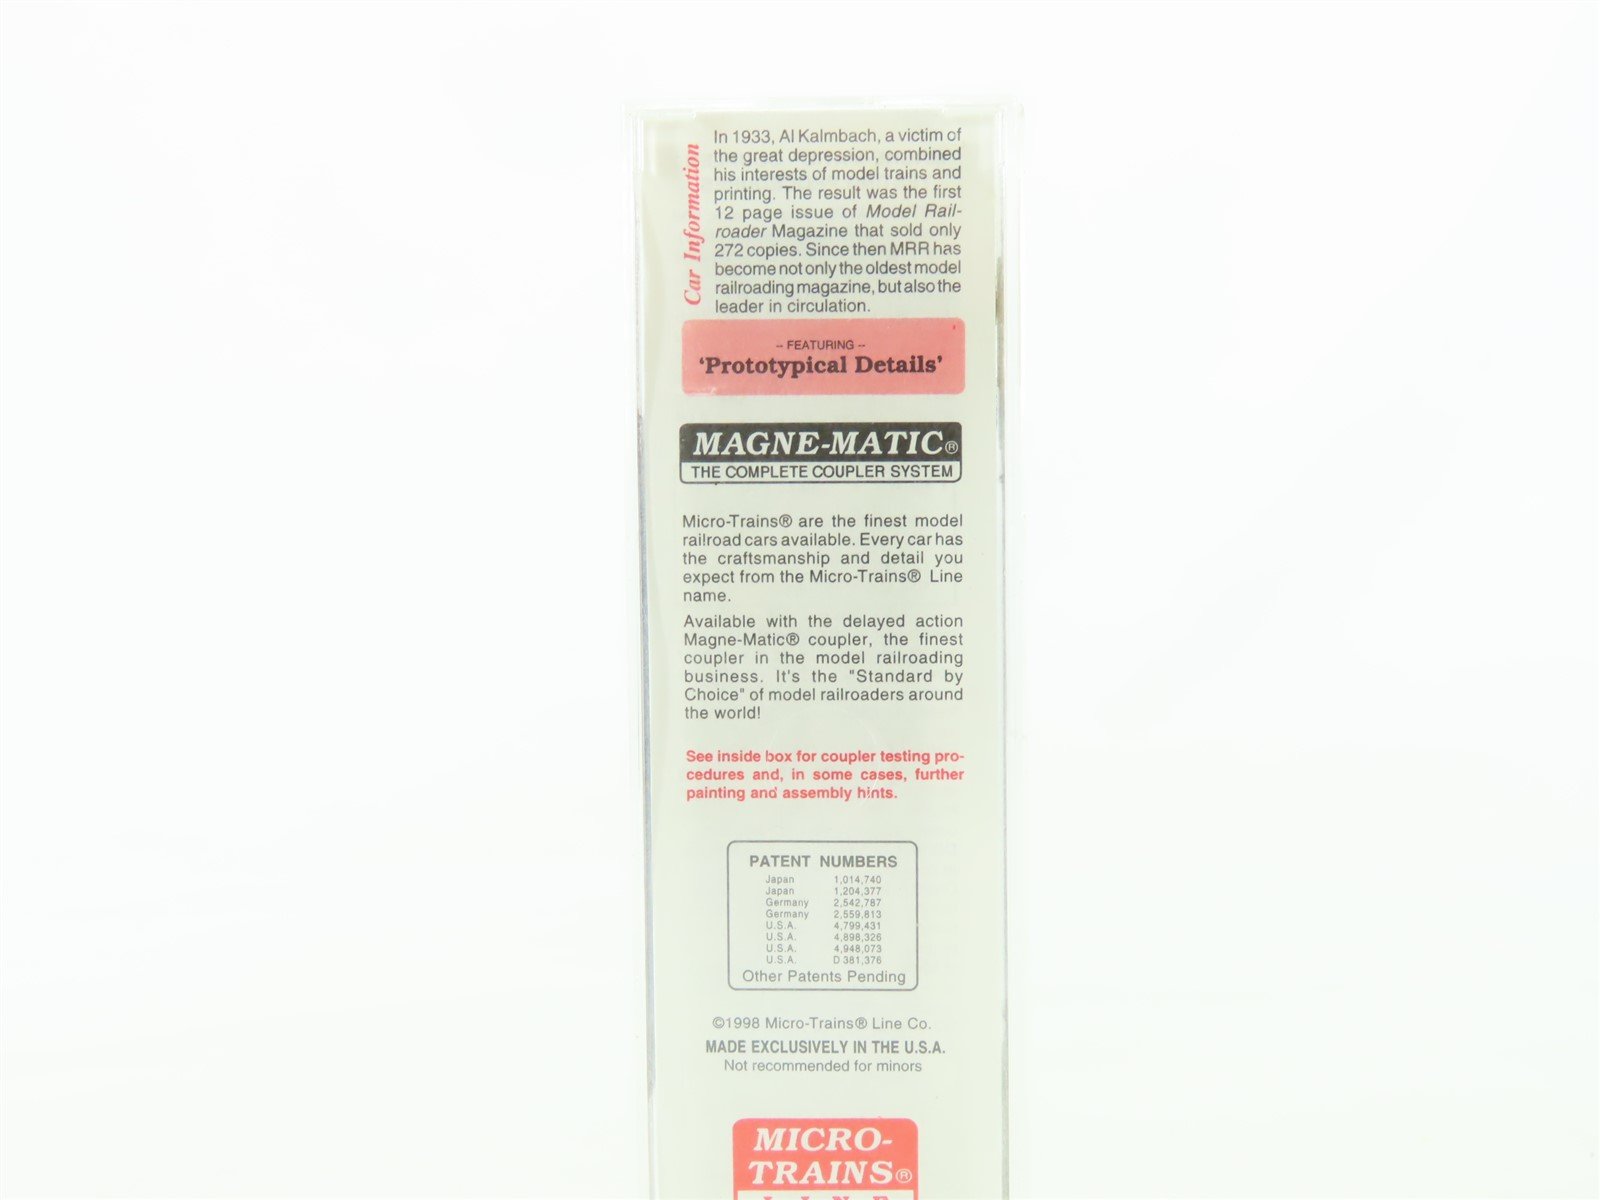 Car Information
In 1933, Al Kalmbach, a victim of
the great depression, combined
his interests of model trains and
printing. The result was the first
12 page issue of Model Rail-
roader Magazine that sold only
272 copies. Since then MRR has
become not only the oldest model
railroading magazine, but also the
leader in circulation.
-- FEATURING --
'Prototypical Details'
MAGNE-MATIC®
THE COMPLETE COUPLER SYSTEM
Micro-Trains® are the finest model
railroad cars available. Every car has
the craftsmanship and detail you
expect from the Micro-Trains® Line
name.
Available with the delayed action
Magne-Matic® coupler, the finest
coupler in the model railroading
business. It's the "Standard by
Choice" of model railroaders around
the world!
See inside box for coupler testing pro-
cedures and, in some cases, further
painting and assembly hints.
PATENT NUMBERS
Japan 1,014,740
Japan 1,204,377
Germany 2,542,787
Germany 2,559,813
U.S.A. 4,799,431
U.S.A. 4,898,326
U.S.A. 4,948,073
U.S.A. D 381,376
Other Patents Pending
©1998 Micro-Trains® Line Co.
MADE EXCLUSIVELY IN THE U.S.A.
Not recommended for minors
MICRO-
TRAINS®
LINE